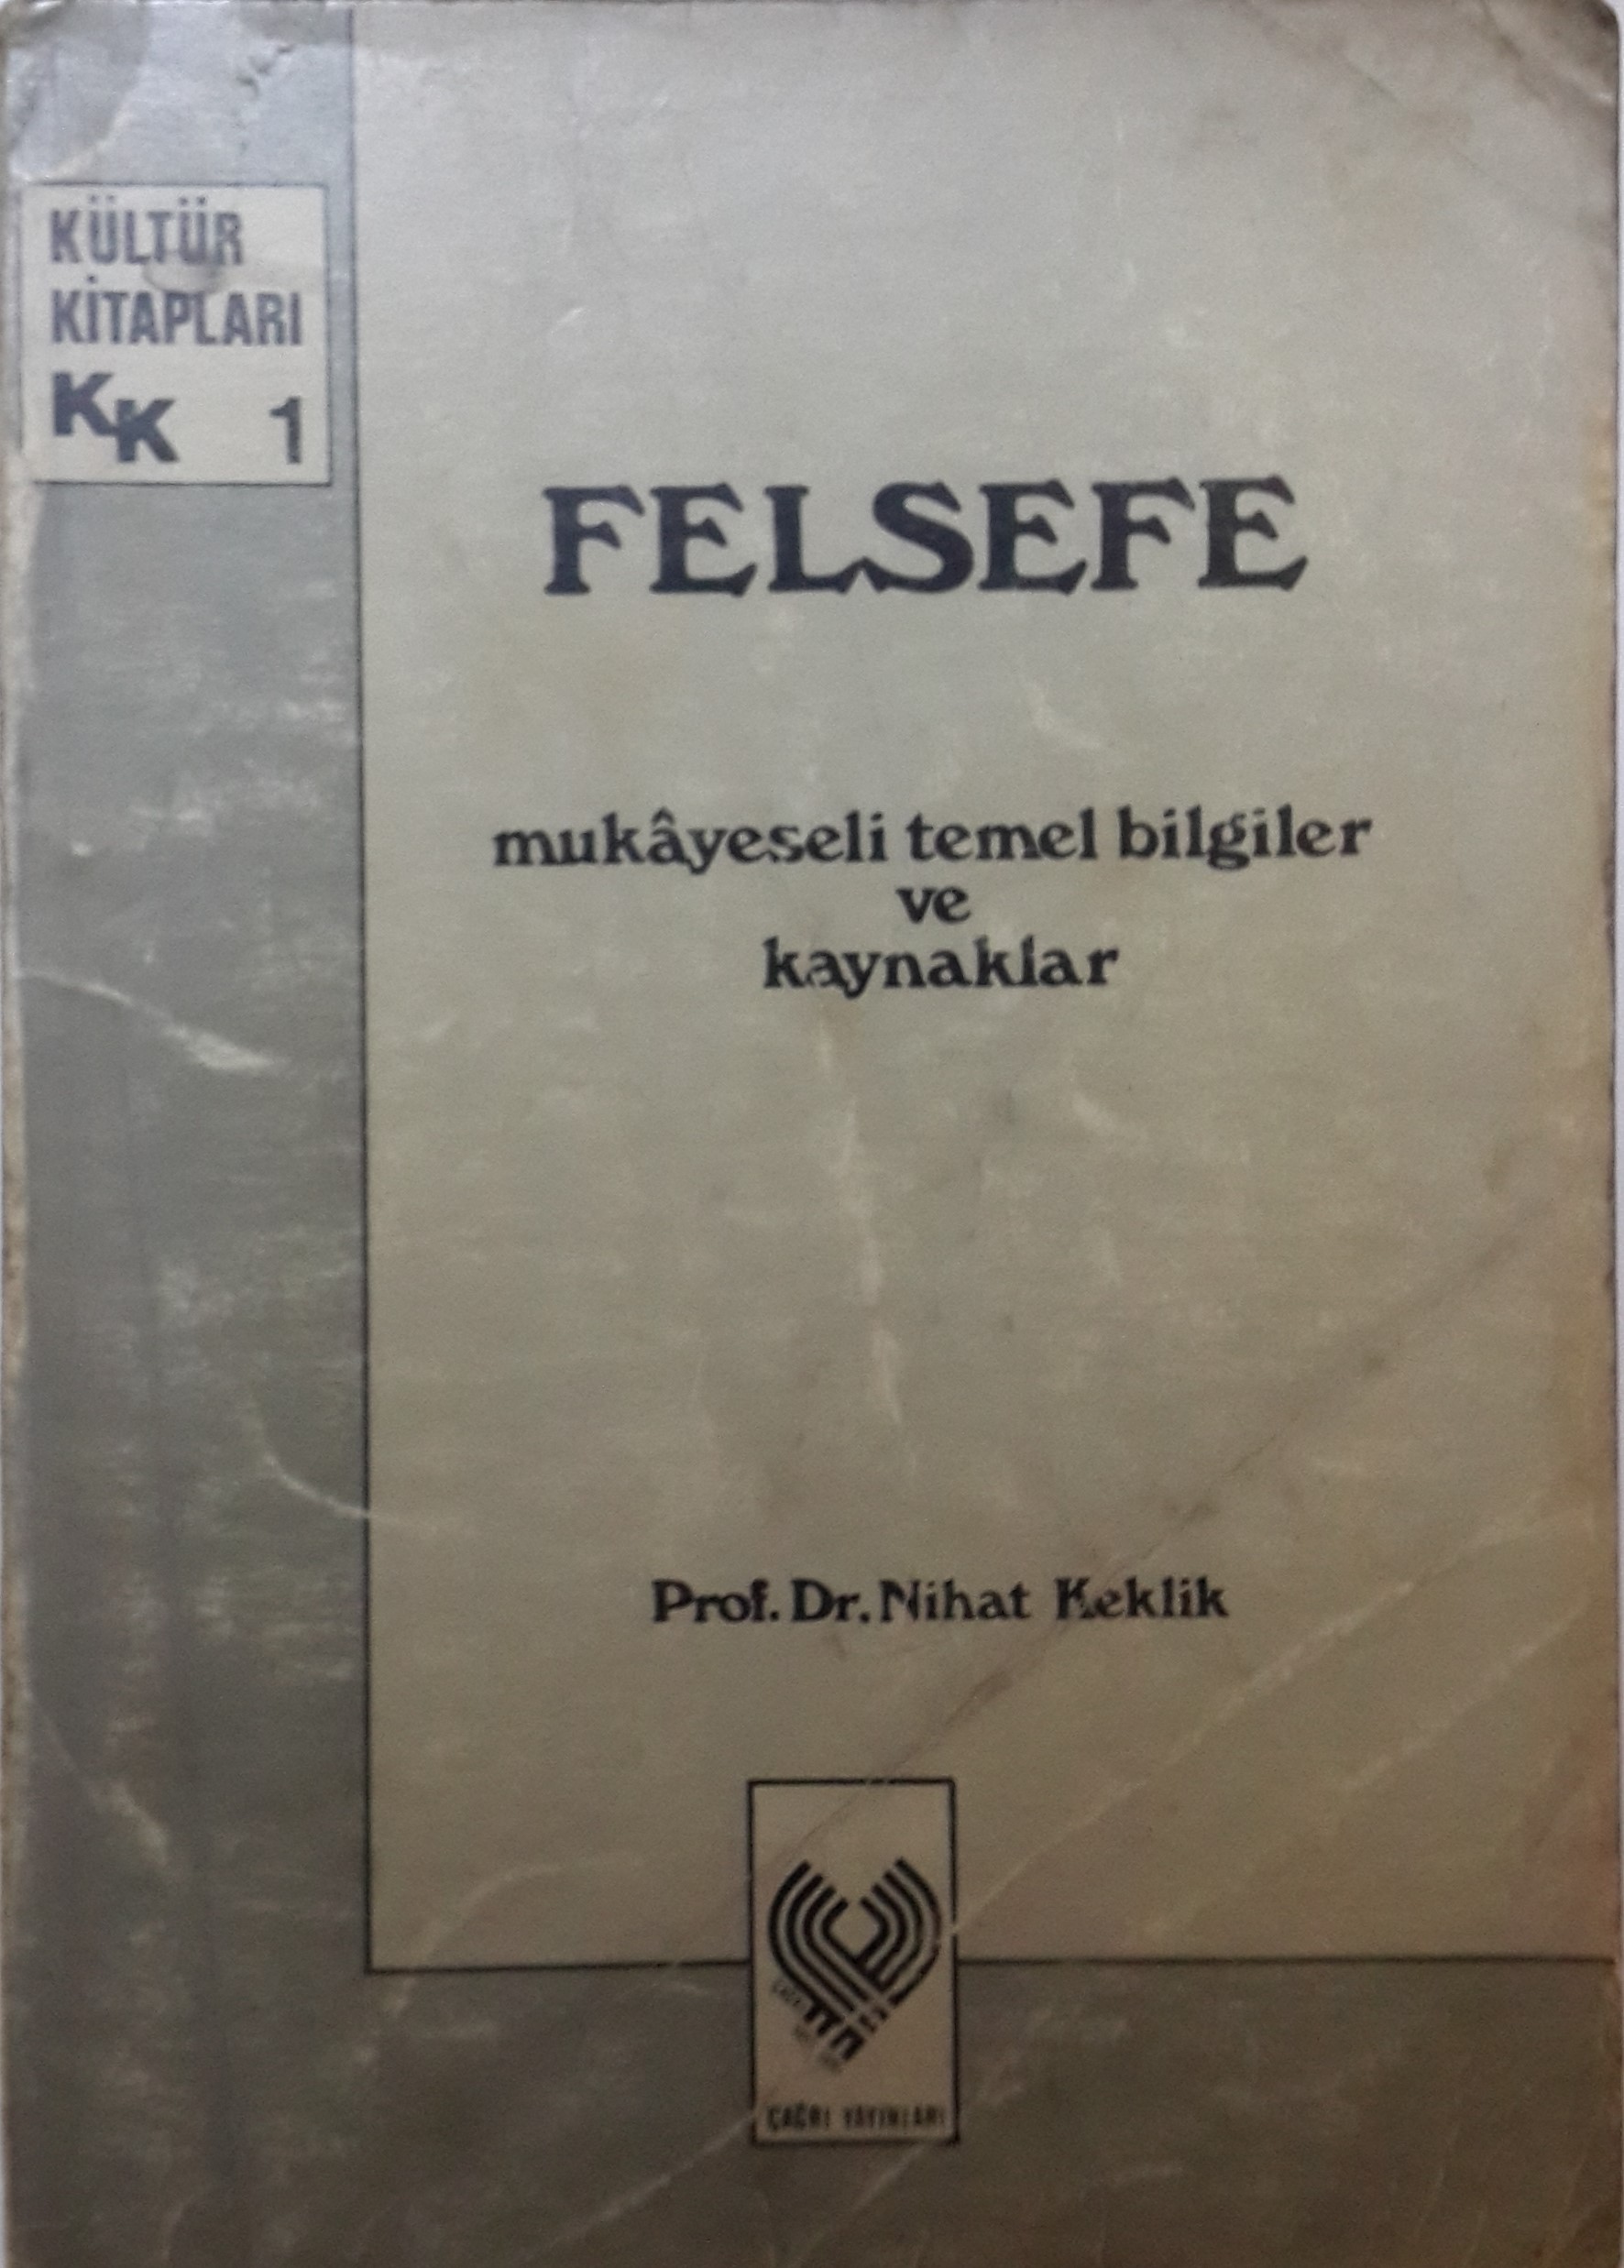 KÜLTÜR
KİTAPLARI
KK 1
FELSEFE
mukâyeseli temel bilgiler
ve
kaynaklar
Prof. Dr. Nihat Keklik
ÇAĞRI YAYINLARI